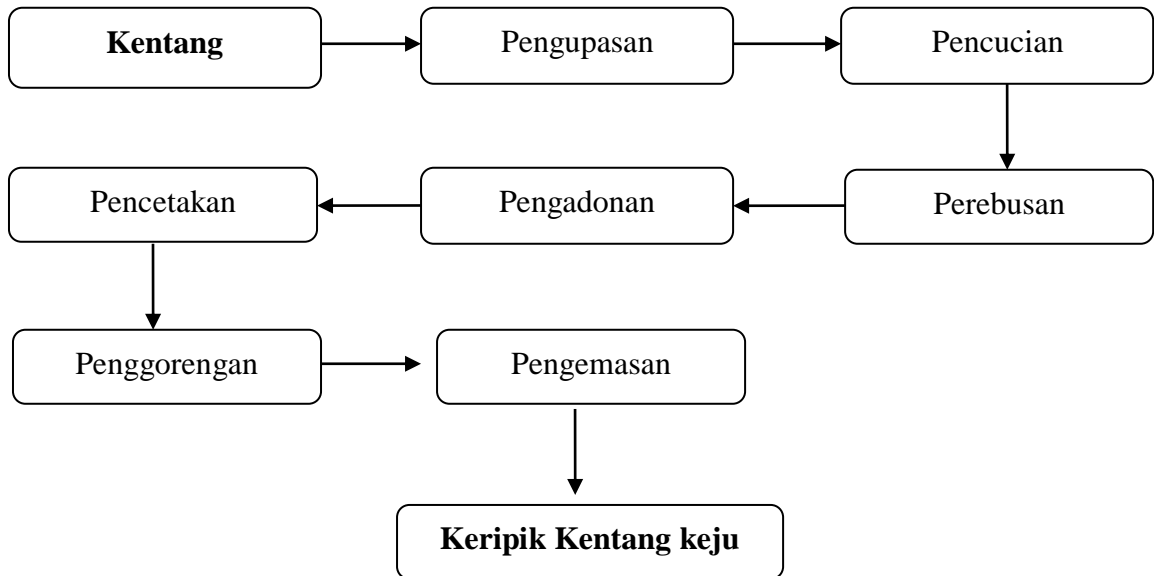 Kentang
Pengupasan
Pencucian
Perebusan
Pengadonan
Pencetakan
Penggorengan
Pengemasan
Keripik Kentang keju